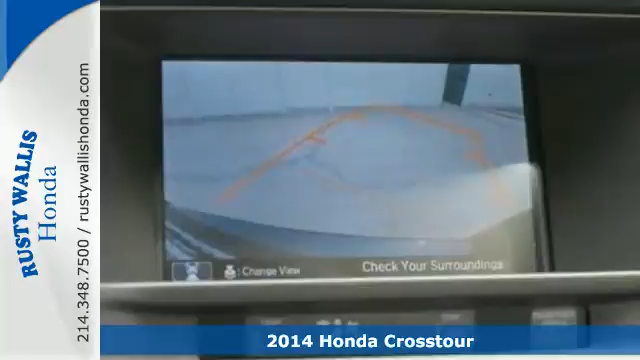 RUSTY WALLIS
Honda
214.348.7500 / rustywallishonda.com
Change View
Check Your Surroundings
2014 Honda Crosstour